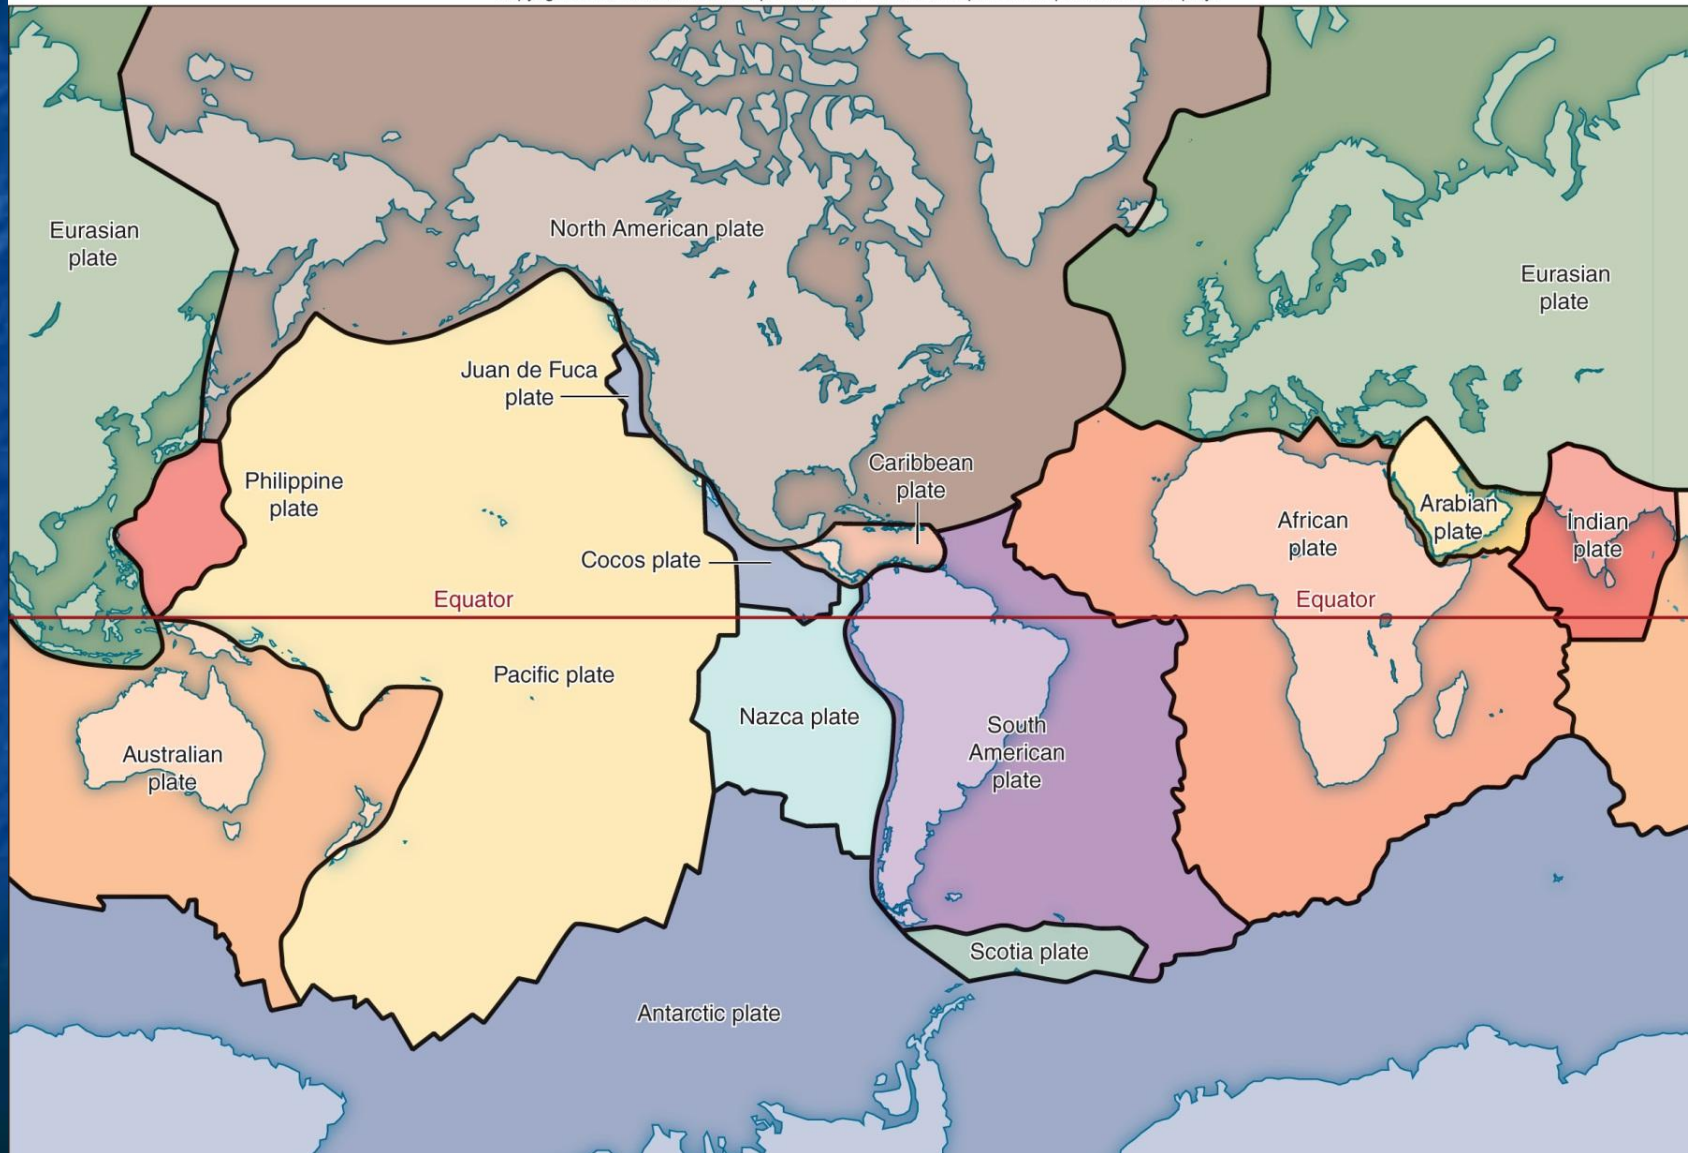 North American plate
Eurasian
plate
Eurasian
plate
Juan de Fuca
plate
Caribbean
plate
Philippine
plate
Arabian
plate
African
plate
Indian
plate
Cocos plate
Equator
Equator
Pacific plate
Nazca plate
South
American
plate
Australian
plate
Scotia plate
Antarctic plate